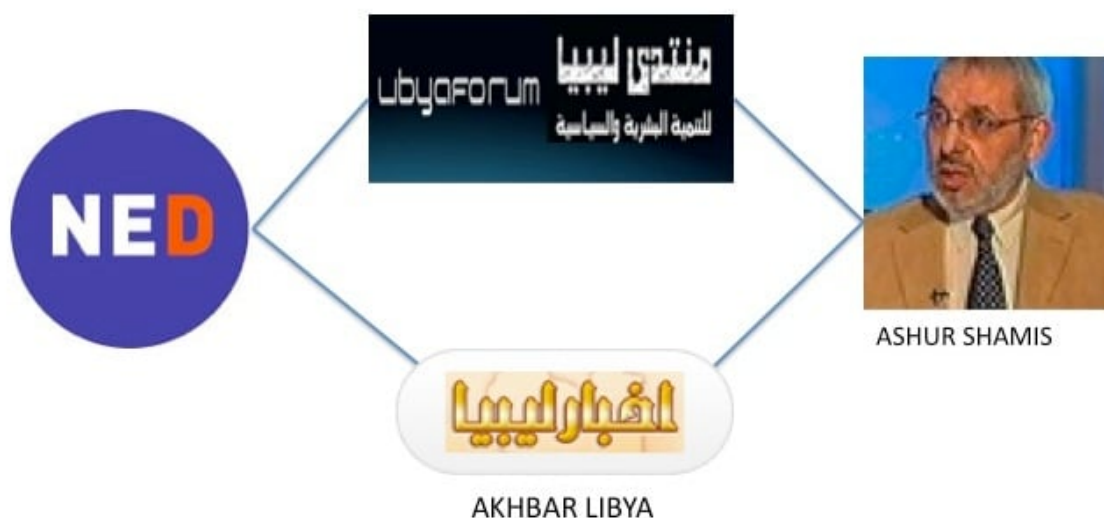 منتدى ليبيا
LIBYAFORUM
للتنمية البشرية والسياسية
NED
ASHUR SHAMIS
اخبار ليبيا
AKHBAR LIBYA